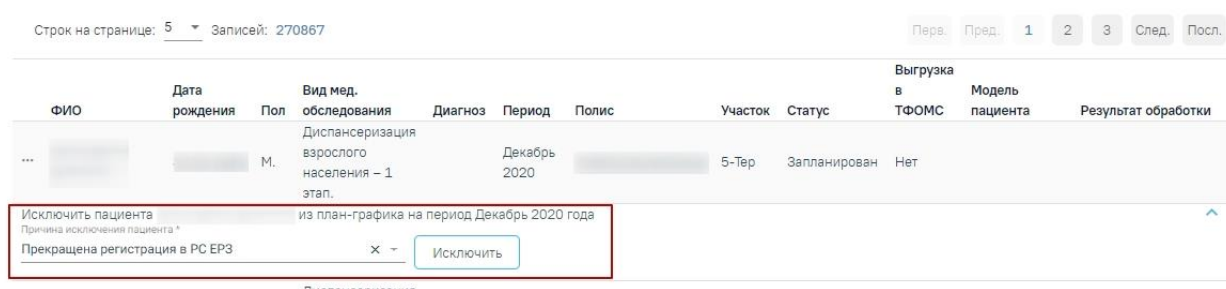 Строк на странице: 5 Записей: 270867 Перв. Пред. 1 2 3 След. Посл.
ФИО Дата рождения Пол Вид мед. обследования Диагноз Период Полис Участок Статус Выгрузка в ТФОМС Модель пациента Результат обработки
... М. Диспансеризация взрослого населения – 1 этап. Декабрь 2020 5-Тер Запланирован Нет
Исключить пациента из план-графика на период Декабрь 2020 года
Причина исключения пациента *
Прекращена регистрация в РС ЕРЗ × Исключить